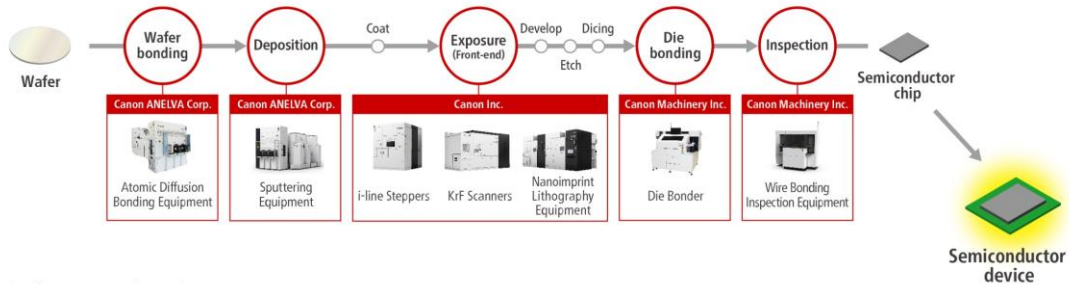 Wafer
Wafer
bonding
Deposition
Coat
Exposure
(Front-end)
Develop
Etch
Dicing
Die
bonding
Inspection
Semiconductor
chip
Canon ANELVA Corp.
Atomic Diffusion
Bonding Equipment
Canon ANELVA Corp.
Sputtering
Equipment
Canon Inc.
i-line Steppers
KrF Scanners
Nanoimprint
Lithography
Equipment
Canon Machinery Inc.
Die Bonder
Canon Machinery Inc.
Wire Bonding
Inspection Equipment
Semiconductor
device